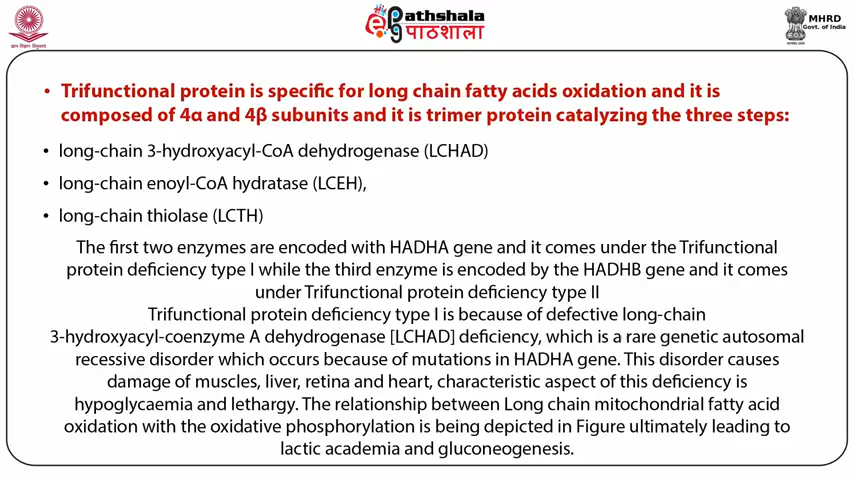 ePathshala
पाठशाला
MHRD
Govt. of India
• Trifunctional protein is specific for long chain fatty acids oxidation and it is
composed of 4α and 4β subunits and it is trimer protein catalyzing the three steps:
• long-chain 3-hydroxyacyl-CoA dehydrogenase (LCHAD)
• long-chain enoyl-CoA hydratase (LCEH),
• long-chain thiolase (LCTH)
The first two enzymes are encoded with HADHA gene and it comes under the Trifunctional
protein deficiency type I while the third enzyme is encoded by the HADHB gene and it comes
under Trifunctional protein deficiency type II
Trifunctional protein deficiency type I is because of defective long-chain
3-hydroxyacyl-coenzyme A dehydrogenase [LCHAD] deficiency, which is a rare genetic autosomal
recessive disorder which occurs because of mutations in HADHA gene. This disorder causes
damage of muscles, liver, retina and heart, characteristic aspect of this deficiency is
hypoglycaemia and lethargy. The relationship between Long chain mitochondrial fatty acid
oxidation with the oxidative phosphorylation is being depicted in Figure ultimately leading to
lactic academia and gluconeogenesis.